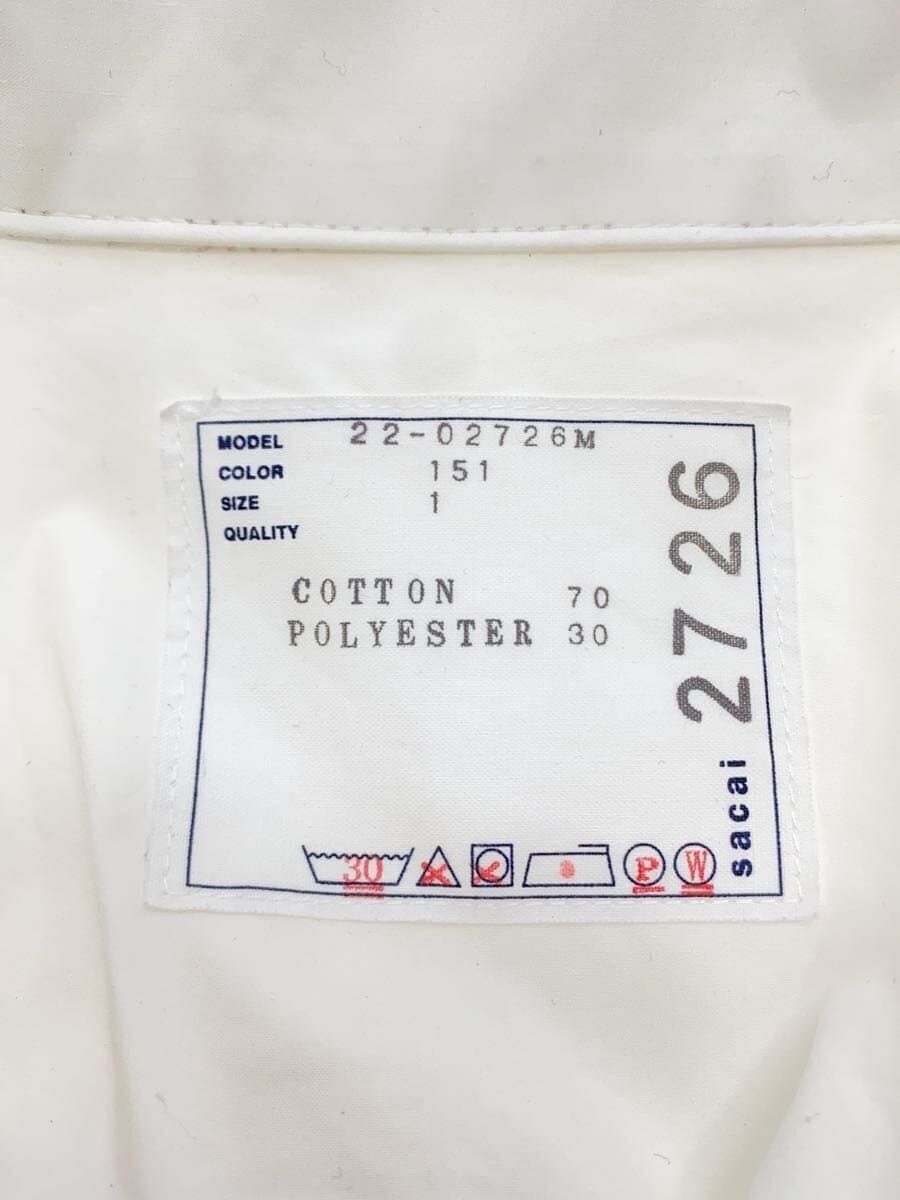 MODEL 22-02726M
COLOR 151
SIZE 1
QUALITY
COTTON 70
POLYESTER 30
sacai 2726
30 P W